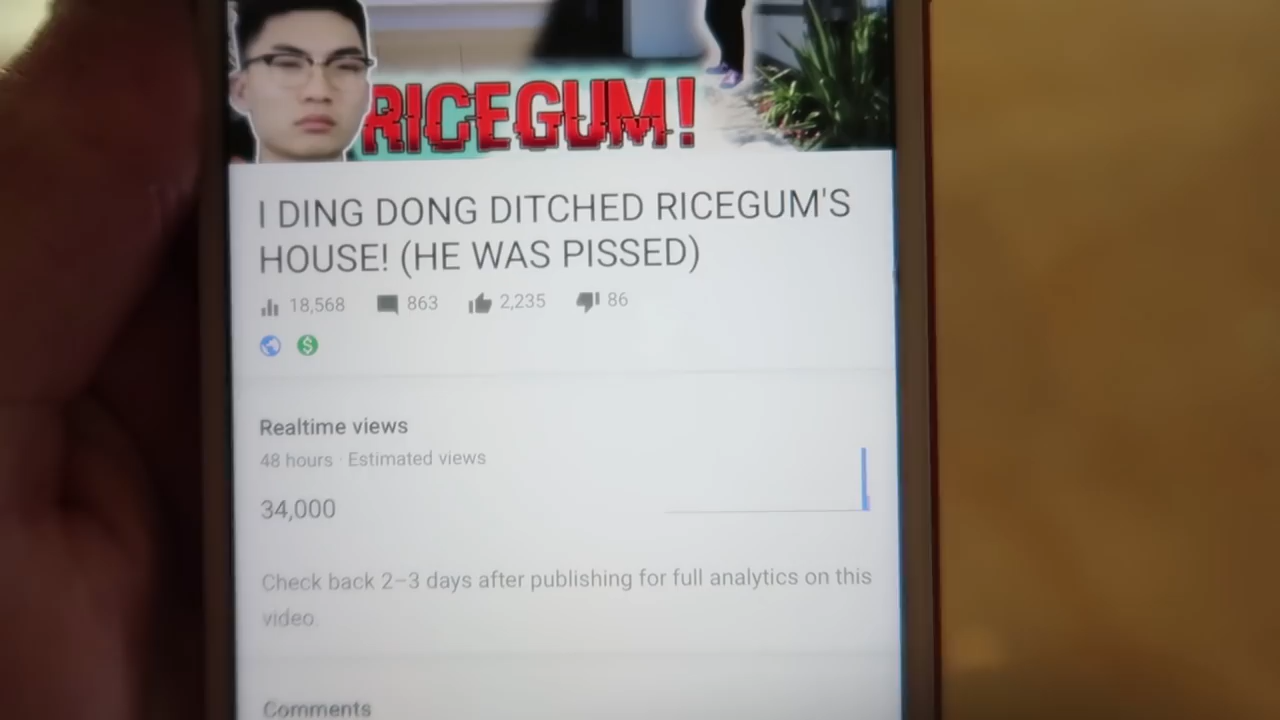 RICEGUM!
I DING DONG DITCHED RICEGUM'S
HOUSE! (HE WAS PISSED)
18,568 863 2,235 86
$
Realtime views
48 hours · Estimated views
34,000
Check back 2–3 days after publishing for full analytics on this
video.
Comments